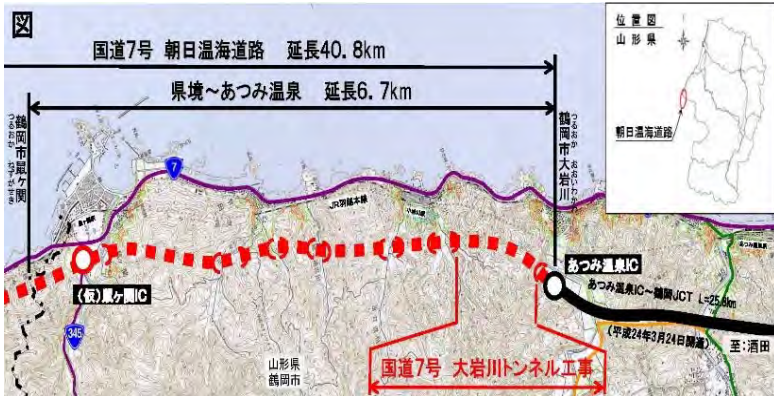 図
国道7号 朝日温海道路 延長40.8km
県境～あつみ温泉 延長6.7km
位置図
山形県
朝日温海道路
鶴岡市鼠ヶ関
つるおか ねずがせき
鶴岡市大岩川
つるおか おおいわかわ
7
JR羽越本線
小岩川駅
あつみ温泉IC
(仮)鼠ヶ関IC
あつみ温泉IC～鶴岡JCT L=25.8km
(平成24年3月24日開通)
至:酒田
345
山形県
鶴岡市
国道7号 大岩川トンネル工事